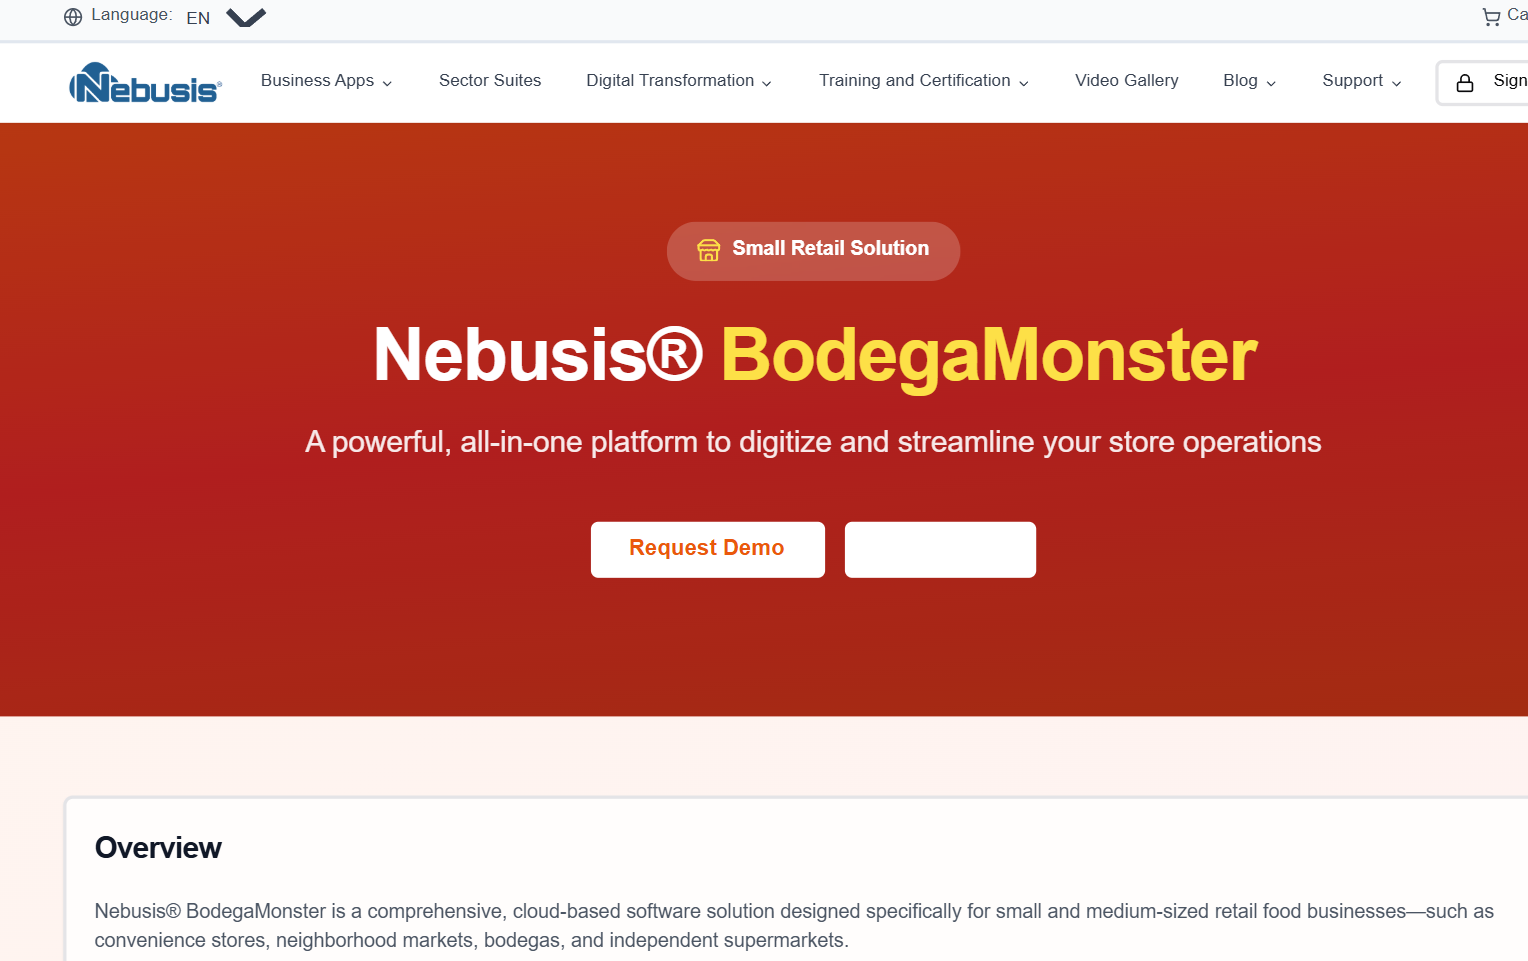 Language: EN
Nebusis®
Business Apps
Sector Suites
Digital Transformation
Training and Certification
Video Gallery
Blog
Support
Sign
Small Retail Solution
Nebusis® BodegaMonster
A powerful, all-in-one platform to digitize and streamline your store operations
Request Demo
Overview
Nebusis® BodegaMonster is a comprehensive, cloud-based software solution designed specifically for small and medium-sized retail food businesses—such as
convenience stores, neighborhood markets, bodegas, and independent supermarkets.